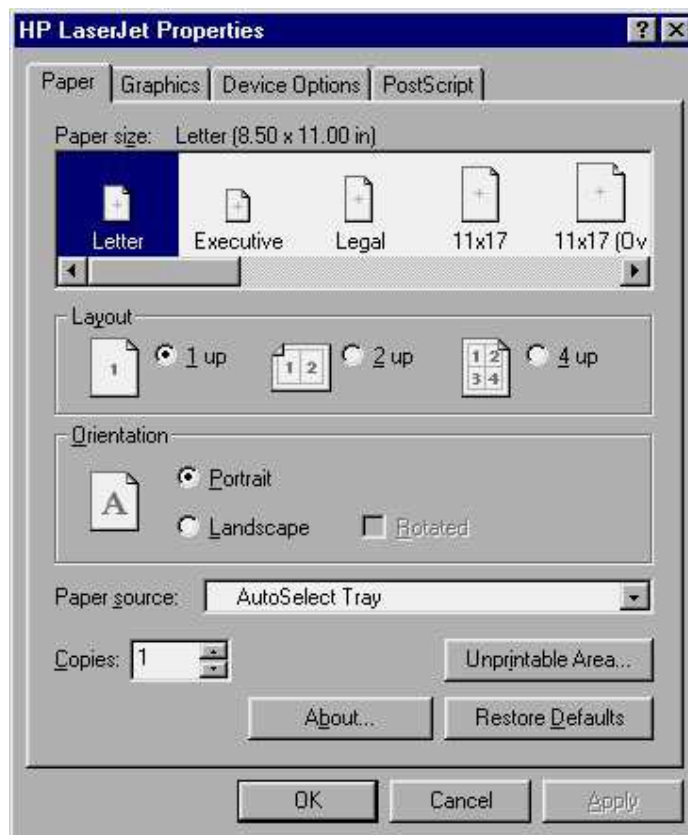 HP LaserJet Properties
Paper Graphics Device Options PostScript
Paper size: Letter (8.50 x 11.00 in)
Letter Executive Legal 11x17 11x17 (Ov
Layout
1 1 up 1 2 2 up 1 2 3 4 4 up
Orientation
A
Portrait
Landscape Rotated
Paper source: AutoSelect Tray
Copies: 1 Unprintable Area...
About... Restore Defaults
OK Cancel Apply